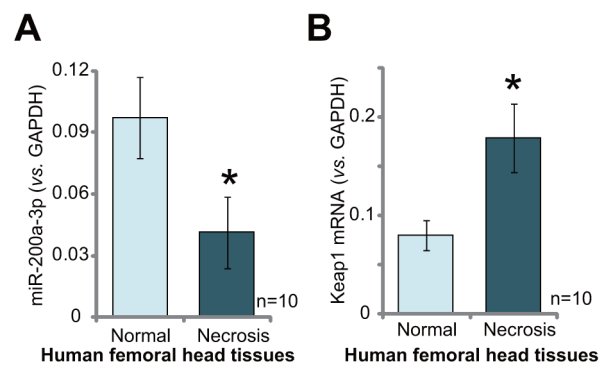 A
miR-200a-3p (vs. GAPDH)
0.12
0.09
0.06
0.03
0
*
n=10
Normal Necrosis
Human femoral head tissues
B
Keap1 mRNA (vs. GAPDH)
0.2
0.1
0
*
n=10
Normal Necrosis
Human femoral head tissues